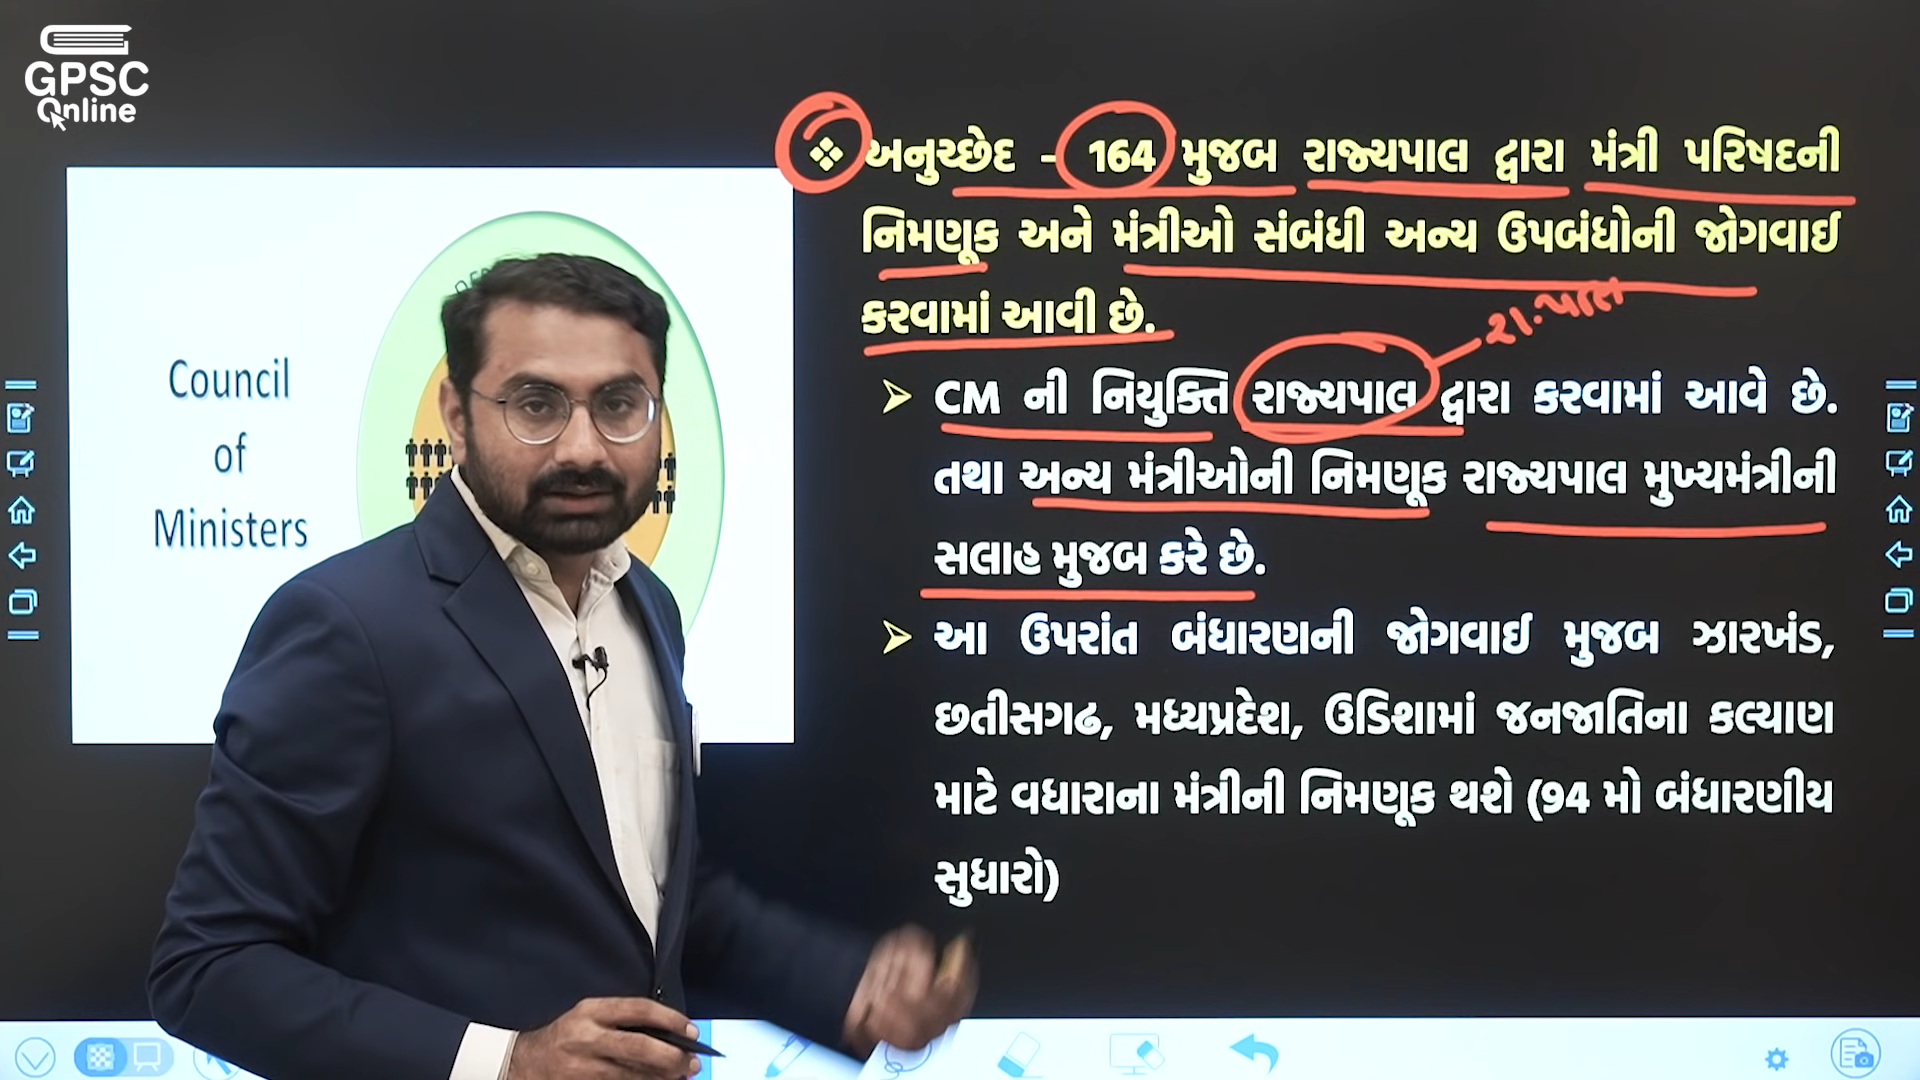 GPSC
Online
Council
of
Ministers
❖ અનુચ્છેદ - 164 મુજબ રાજ્યપાલ દ્વારા મંત્રી પરિષદની
નિમણૂક અને મંત્રીઓ સંબંધી અન્ય ઉપબંધોની જોગવાઈ
કરવામાં આવી છે.
રા.પાલ
➢ CM ની નિયુક્તિ રાજ્યપાલ દ્વારા કરવામાં આવે છે.
તથા અન્ય મંત્રીઓની નિમણૂક રાજ્યપાલ મુખ્યમંત્રીની
સલાહ મુજબ કરે છે.
➢ આ ઉપરાંત બંધારણની જોગવાઈ મુજબ ઝારખંડ,
છતીસગઢ, મધ્યપ્રદેશ, ઉડિશામાં જનજાતિના કલ્યાણ
માટે વધારાના મંત્રીની નિમણૂક થશે (94 મો બંધારણીય
સુધારો)